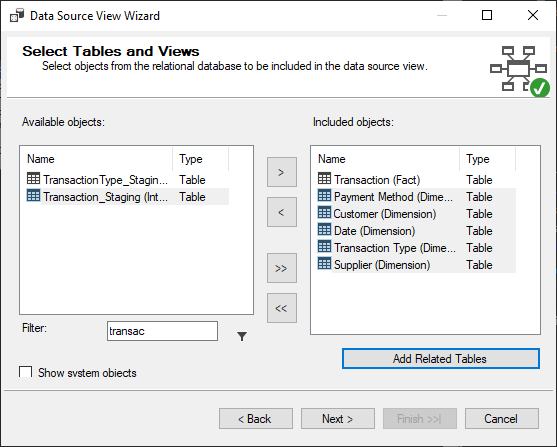 Data Source View Wizard
Select Tables and Views
Select objects from the relational database to be included in the data source view.
Available objects:
Name Type
TransactionType_Stagin... Table
Transaction_Staging (Int... Table
>
<
>>
<<
Included objects:
Name Type
Transaction (Fact) Table
Payment Method (Dime... Table
Customer (Dimension) Table
Date (Dimension) Table
Transaction Type (Dime... Table
Supplier (Dimension) Table
Filter: transac
Add Related Tables
Show system objects
< Back Next > Finish >>| Cancel